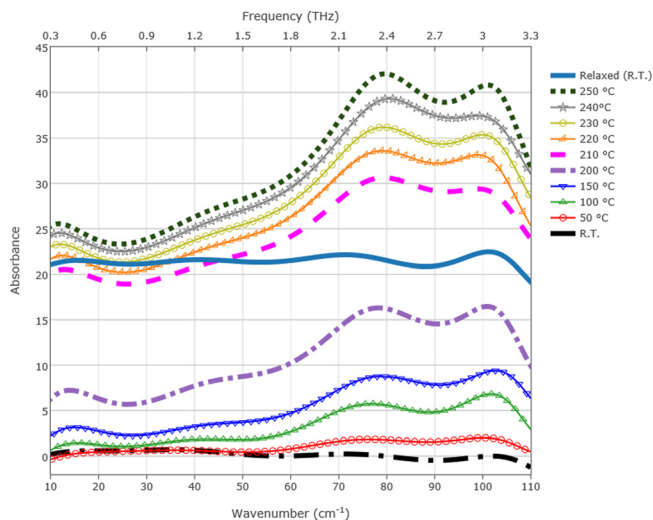 Frequency (THz)
0.3 0.6 0.9 1.2 1.5 1.8 2.1 2.4 2.7 3 3.3
45
40
35
30
25
20
15
10
5
0
Absorbance
10 20 30 40 50 60 70 80 90 100 110
Wavenumber (cm⁻¹)
Relaxed (R.T.)
250 °C
240°C
230 °C
220 °C
210 °C
200 °C
150 °C
100 °C
50 °C
R.T.